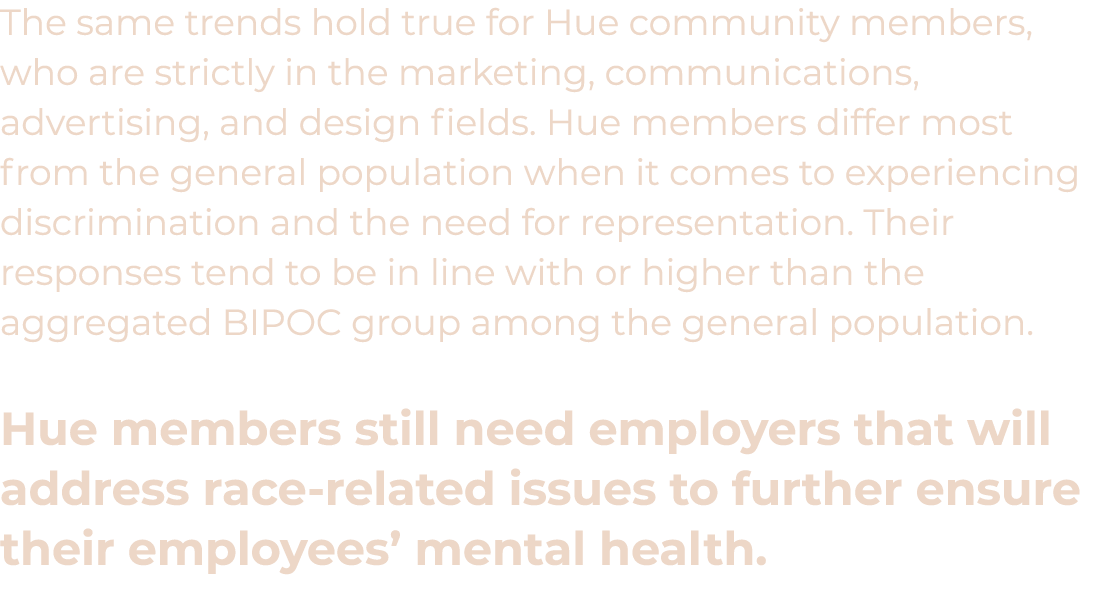 The same trends hold true for Hue community members,
who are strictly in the marketing, communications,
advertising, and design fields. Hue members differ most
from the general population when it comes to experiencing
discrimination and the need for representation. Their
responses tend to be in line with or higher than the
aggregated BIPOC group among the general population.
Hue members still need employers that will
address race-related issues to further ensure
their employees’ mental health.